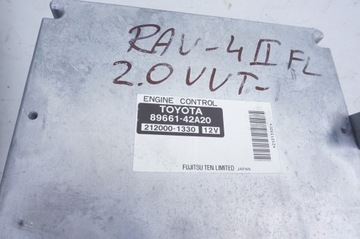 RAV-4 II FL
2.0 VVT-
ENGINE CONTROL
TOYOTA
89661-42A20
212000-1330 12V
FUJITSU TEN LIMITED JAPAN